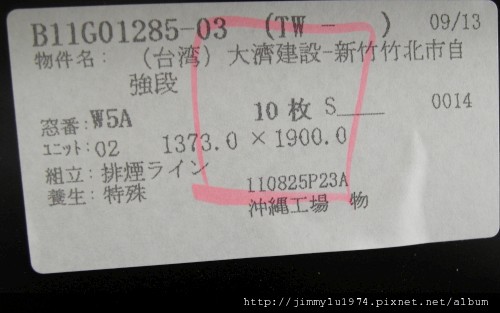 B11G01285-03 (TW - ) 09/13
物件名: (台湾) 大濟建設-新竹竹北市自
強段
10 枚 S____ 0014
窓番: W5A
ユニット: 02 1373.0 × 1900.0
組立: 排煙ライン
養生: 特殊 110825P23A
沖縄工場 物
http://jimmylu1974.pixnet.net/album